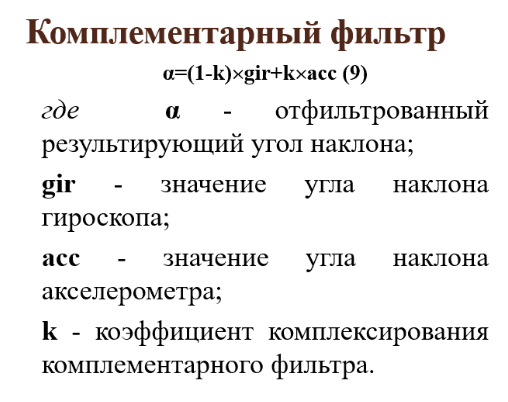 Комплементарный фильтр
α=(1-k)×gir+k×acc (9)
где α - отфильтрованный
результирующий угол наклона;
gir - значение угла наклона
гироскопа;
acc - значение угла наклона
акселерометра;
k - коэффициент комплексирования
комплементарного фильтра.